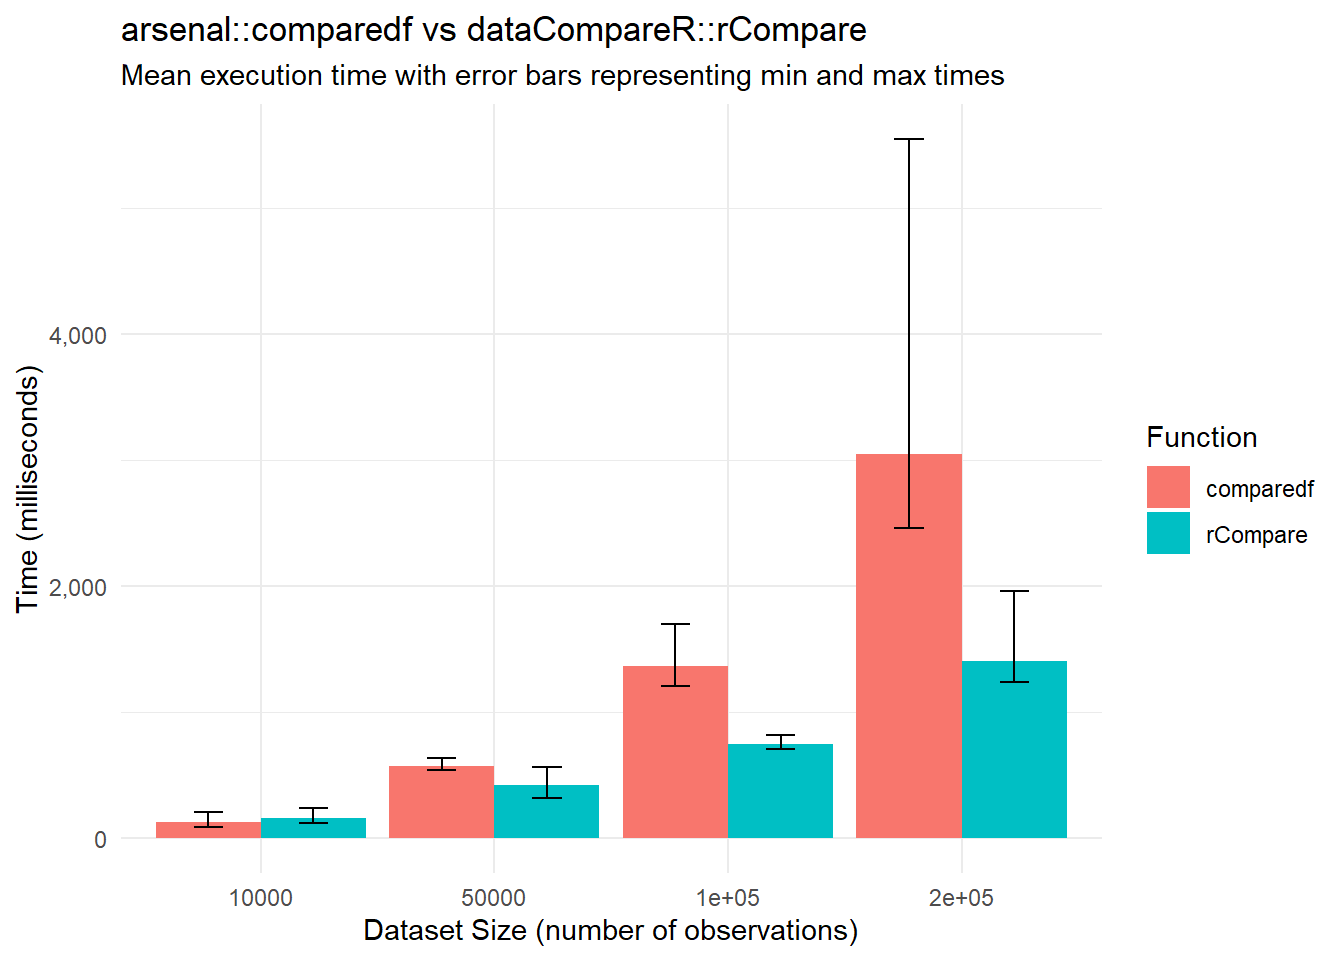 arsenal::comparedf vs dataCompareR::rCompare
Mean execution time with error bars representing min and max times
Time (milliseconds)
4,000
2,000
0
10000
50000
1e+05
2e+05
Dataset Size (number of observations)
Function
comparedf
rCompare